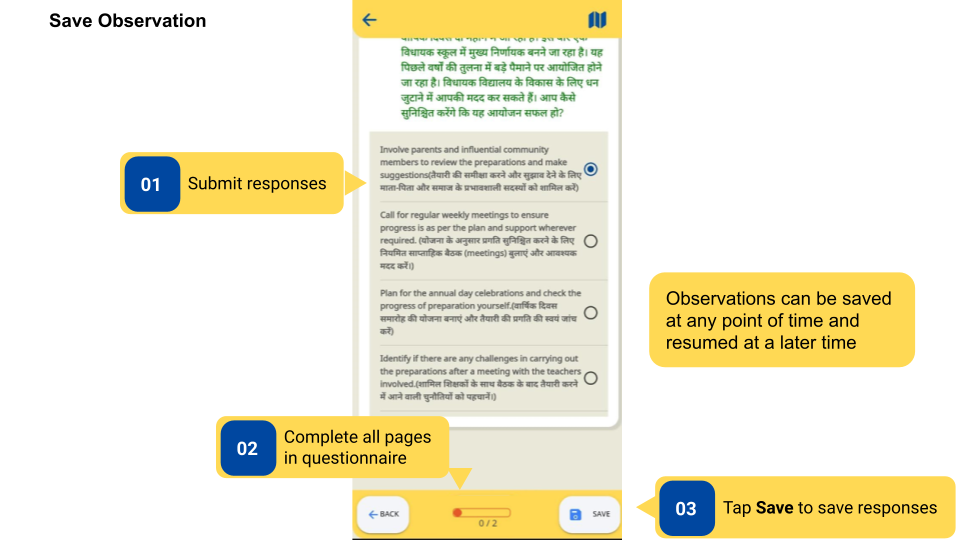 Save Observation
विधायक स्कूल में मुख्य निर्णायक बनने जा रहा है। यह
पिछले वर्षों की तुलना में बड़े पैमाने पर आयोजित होने
जा रहा है। विधायक विद्यालय के विकास के लिए धन
जुटाने में आपकी मदद कर सकते हैं। आप कैसे
सुनिश्चित करेंगे कि यह आयोजन सफल हो?
Involve parents and influential community
members to review the preparations and make
suggestions(तैयारी की समीक्षा करने और सुझाव देने के लिए
माता-पिता और समाज के प्रभावशाली सदस्यों को शामिल करें)
Call for regular weekly meetings to ensure
progress is as per the plan and support wherever
required. (योजना के अनुसार प्रगति सुनिश्चित करने के लिए
नियमित साप्ताहिक बैठक (meetings) बुलाएं और आवश्यक
मदद करें।)
Plan for the annual day celebrations and check the
progress of preparation yourself.(वार्षिक दिवस
समारोह की योजना बनाएं और तैयारी की प्रगति की स्वयं जांच
करें)
Identify if there are any challenges in carrying out
the preparations after a meeting with the teachers
involved.(शामिल शिक्षकों के साथ बैठक के बाद तैयारी करने
में आने वाली चुनौतियों को पहचानें।)
01 Submit responses
Observations can be saved
at any point of time and
resumed at a later time
02 Complete all pages
in questionnaire
BACK
0 / 2
SAVE
03 Tap Save to save responses